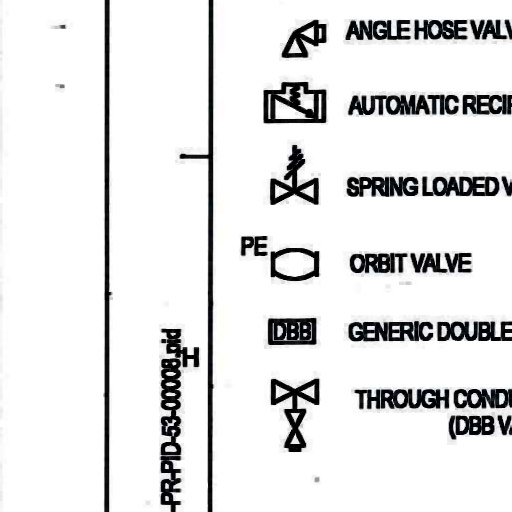 ANGLE HOSE VALV
AUTOMATIC RECIR
SPRING LOADED V
PE
ORBIT VALVE
DBB
GENERIC DOUBLE
H
THROUGH CONDU
(DBB VA
-PR-PID-53-00008.pid